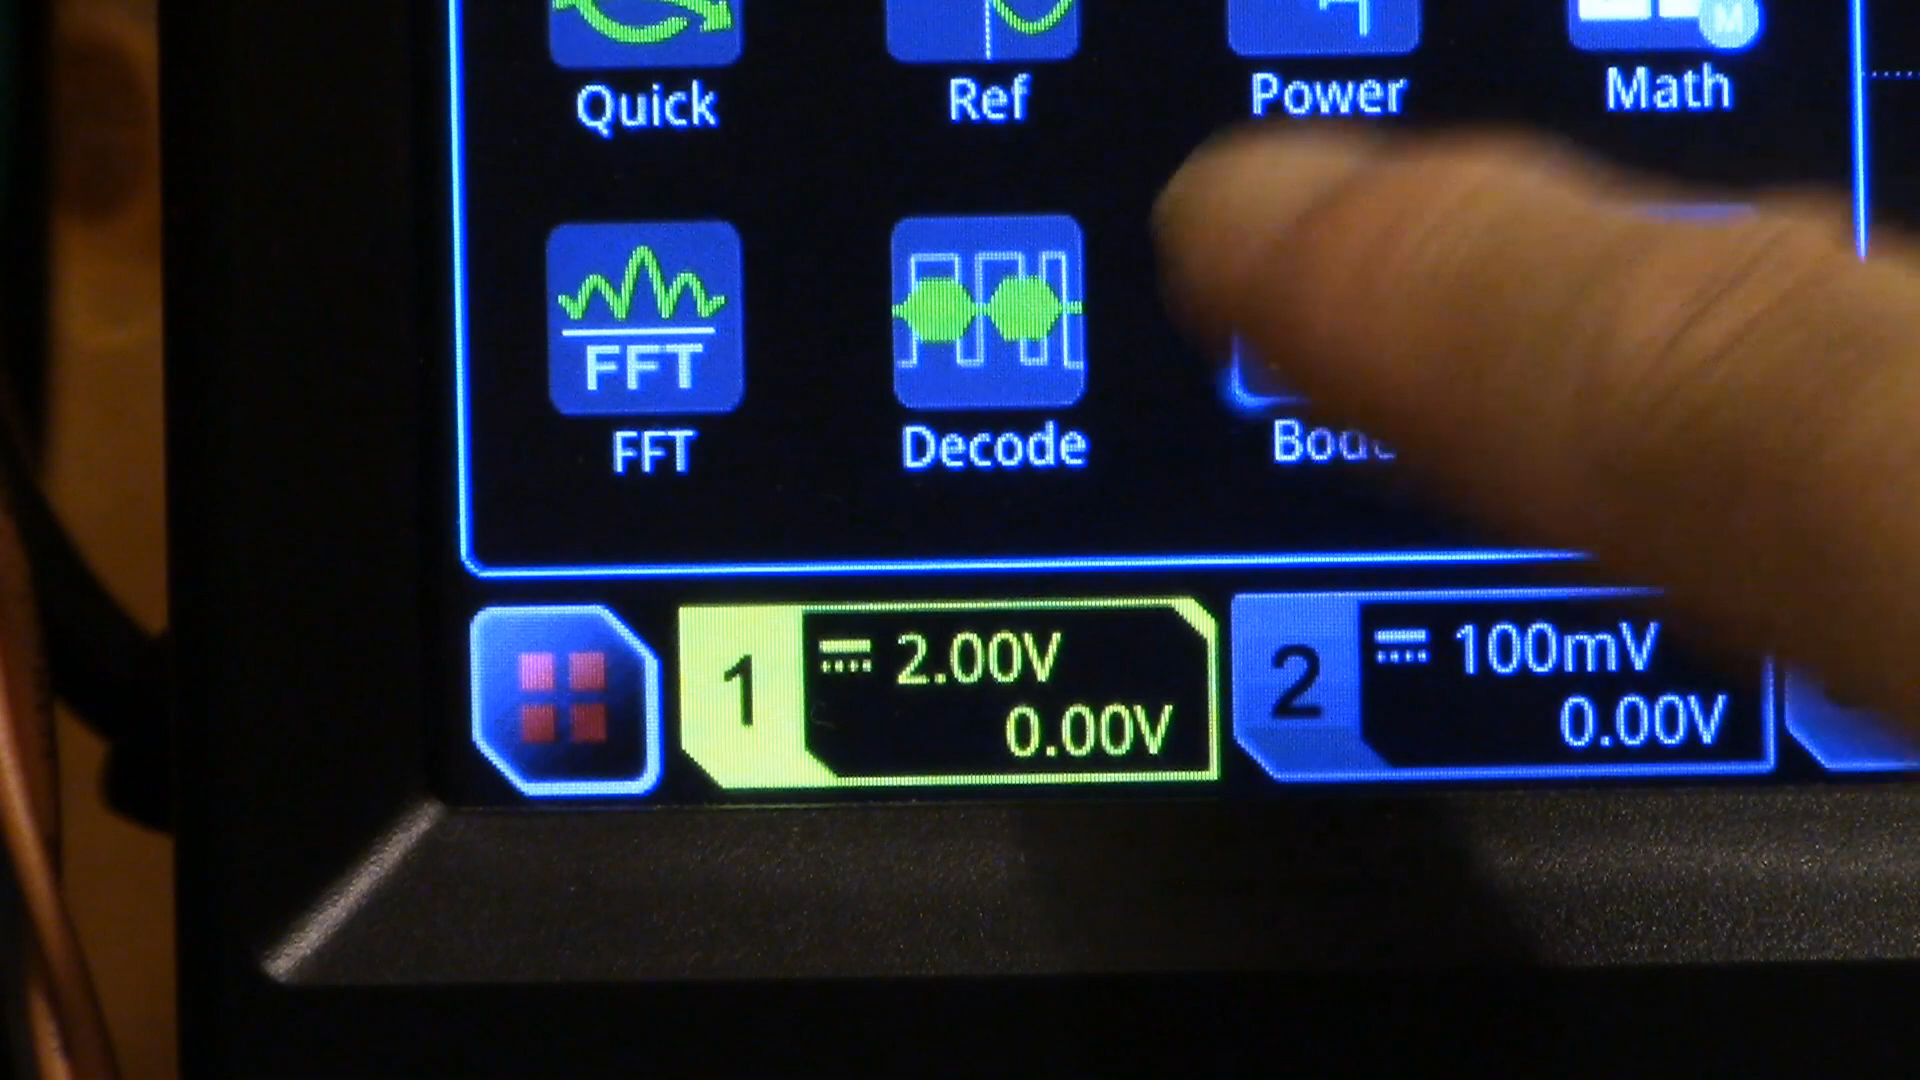 Quick Ref Power Math
M
FFT
FFT Decode
1 2.00V
0.00V
2 100mV
0.00V